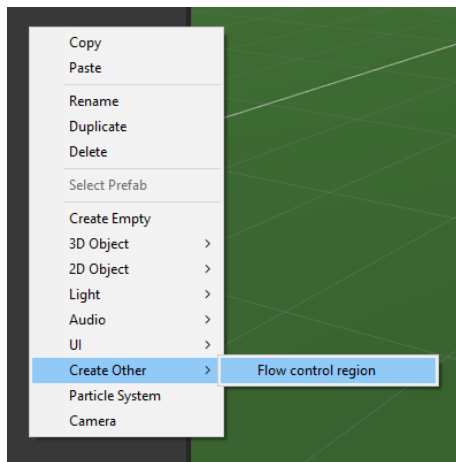 Copy
Paste
Rename
Duplicate
Delete
Select Prefab
Create Empty
3D Object
2D Object
Light
Audio
UI
Create Other
Flow control region
Particle System
Camera